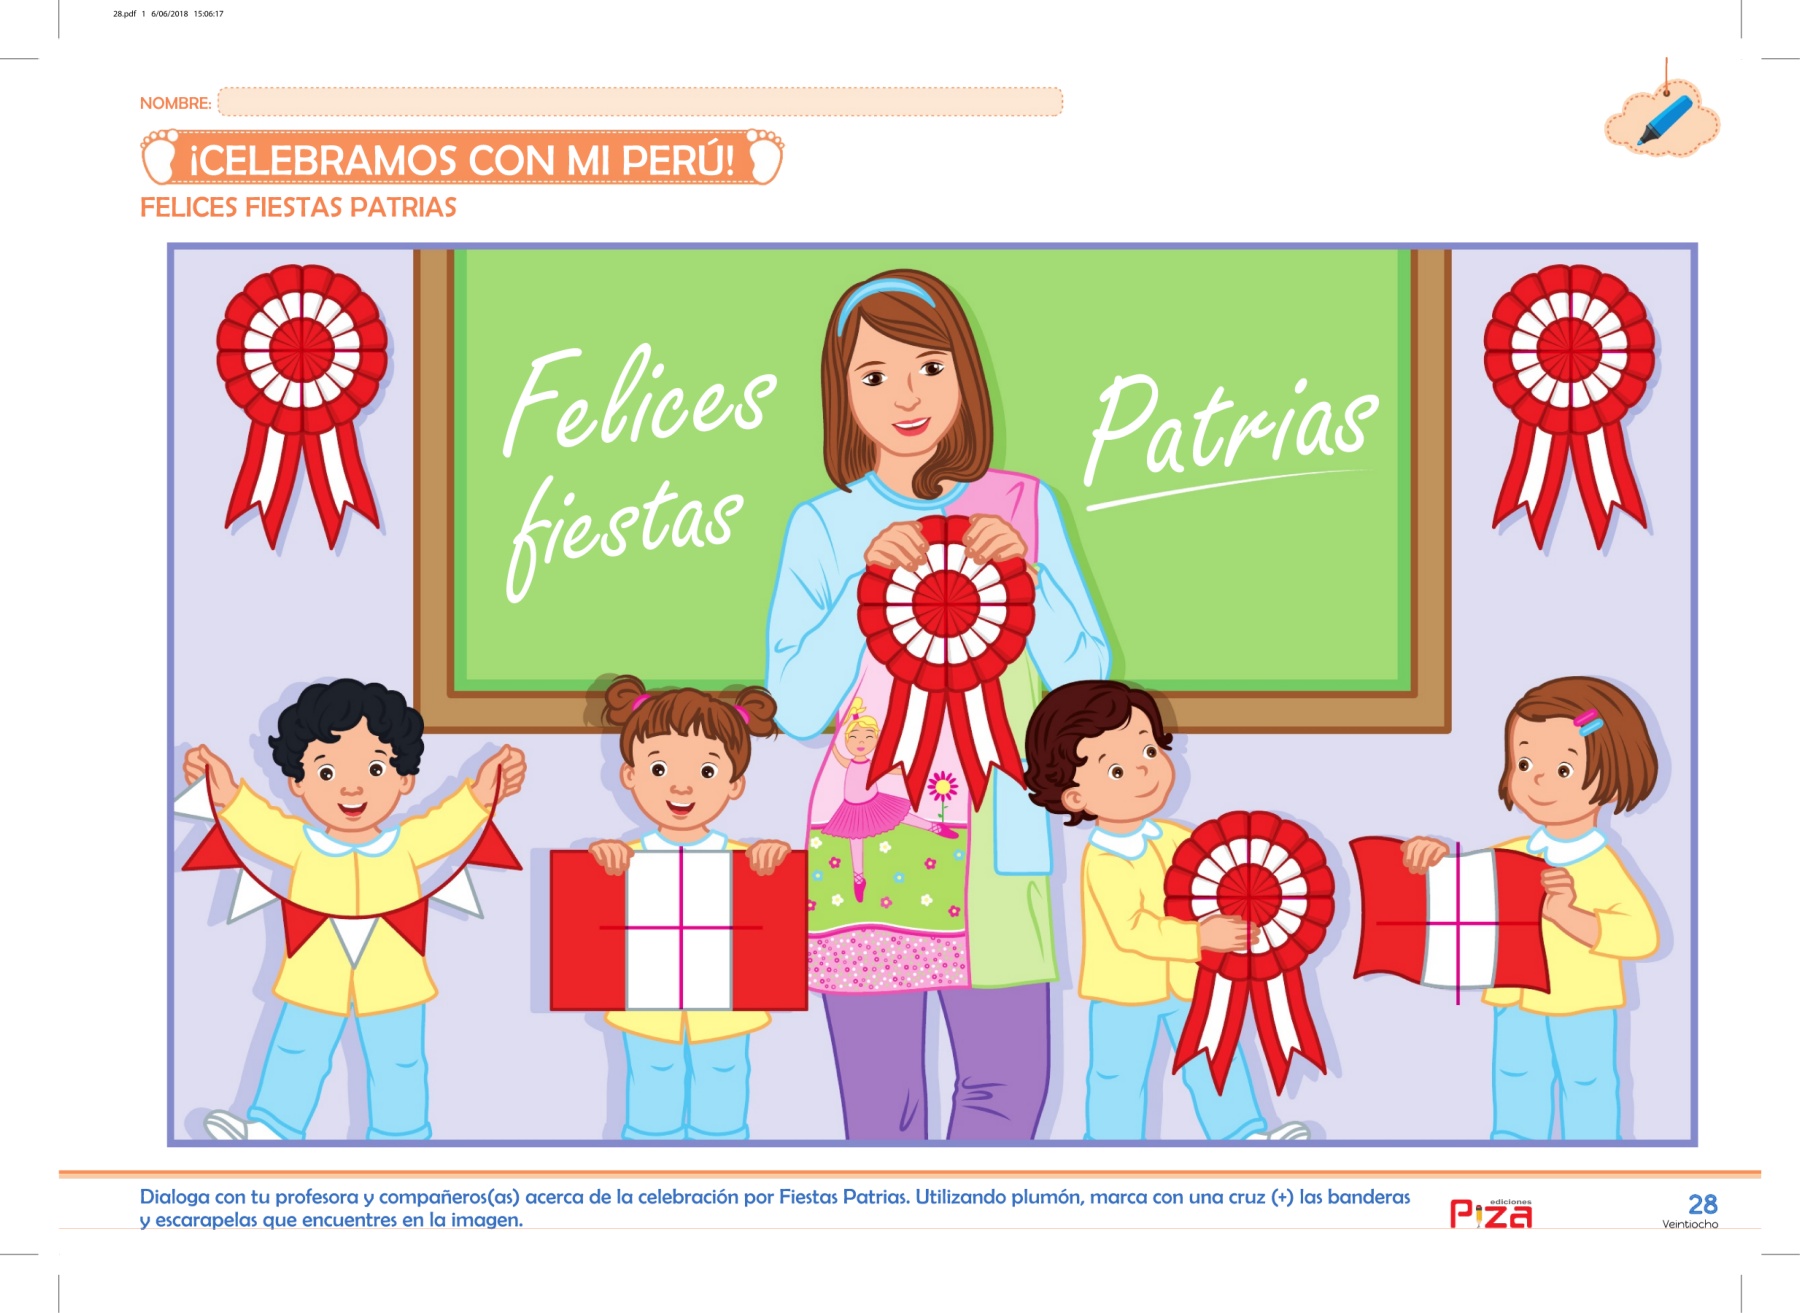 28.pdf 1 6/06/2018 15:06:17
NOMBRE:
¡CELEBRAMOS CON MI PERÚ!
FELICES FIESTAS PATRIAS
Felices
fiestas
Patrias
Dialoga con tu profesora y compañeros(as) acerca de la celebración por Fiestas Patrias. Utilizando plumón, marca con una cruz (+) las banderas
y escarapelas que encuentres en la imagen.
ediciones
Piza
28
Veintiocho